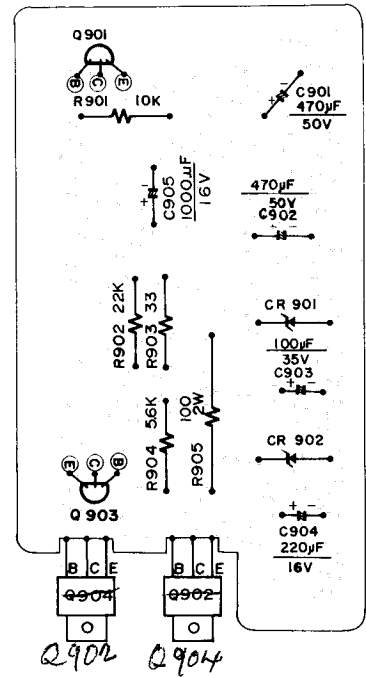 Q901
B C E
R901 10K
C901
470µF
50V
C905
1000µF
16V
470µF
50V
C902
R902 22K
R903 33
CR 901
100µF
35V
C903
R904 5.6K
R905 100
2W
CR 902
E C B
Q903
C904
220µF
16V
B C E
B C E
Q904
Q902
Q902
Q904